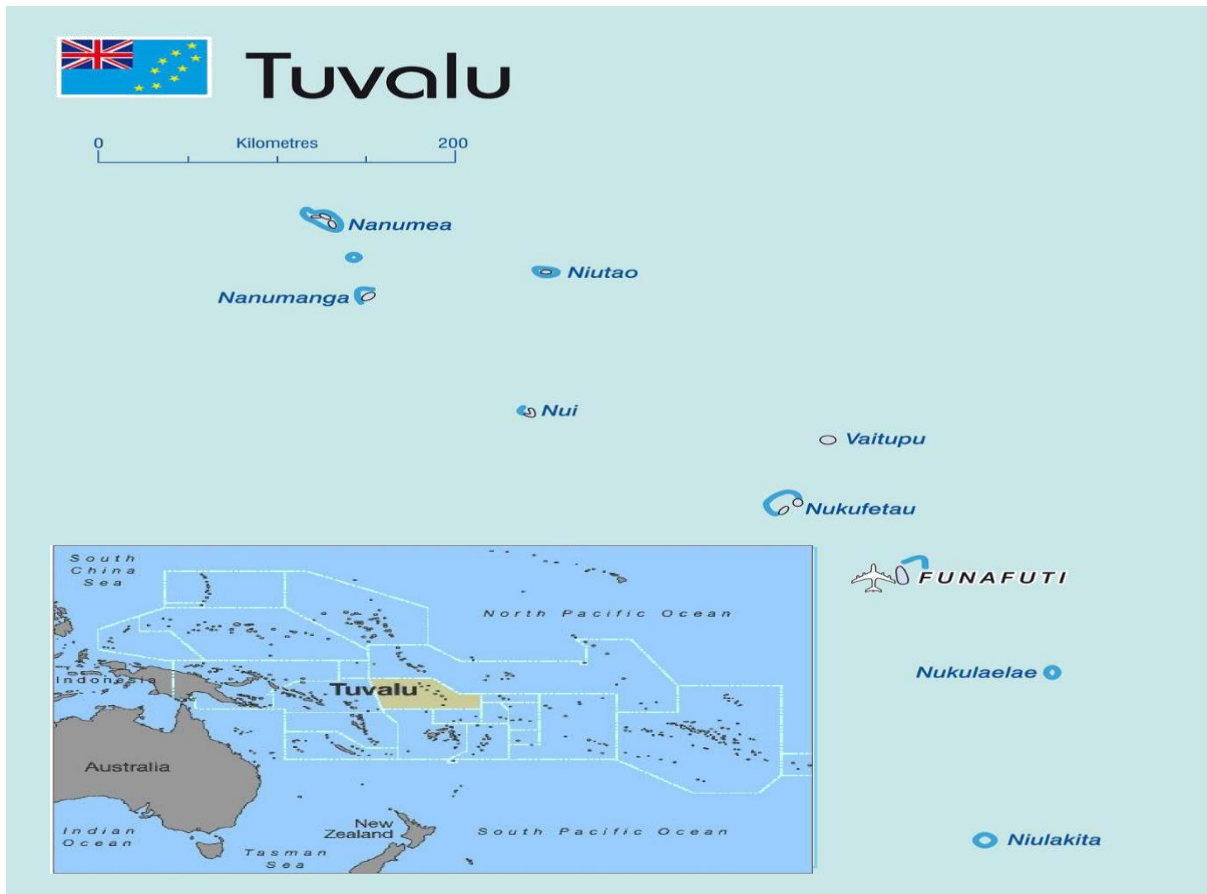 Tuvalu
0 Kilometres 200
Nanumea
Niutao
Nanumanga
Nui
Vaitupu
Nukufetau
FUNAFUTI
Nukulaelae
Niulakita
South
China
Sea
North Pacific Ocean
Indonesia
Tuvalu
Australia
New
Zealand
South Pacific Ocean
Indian
Ocean
Tasman
Sea